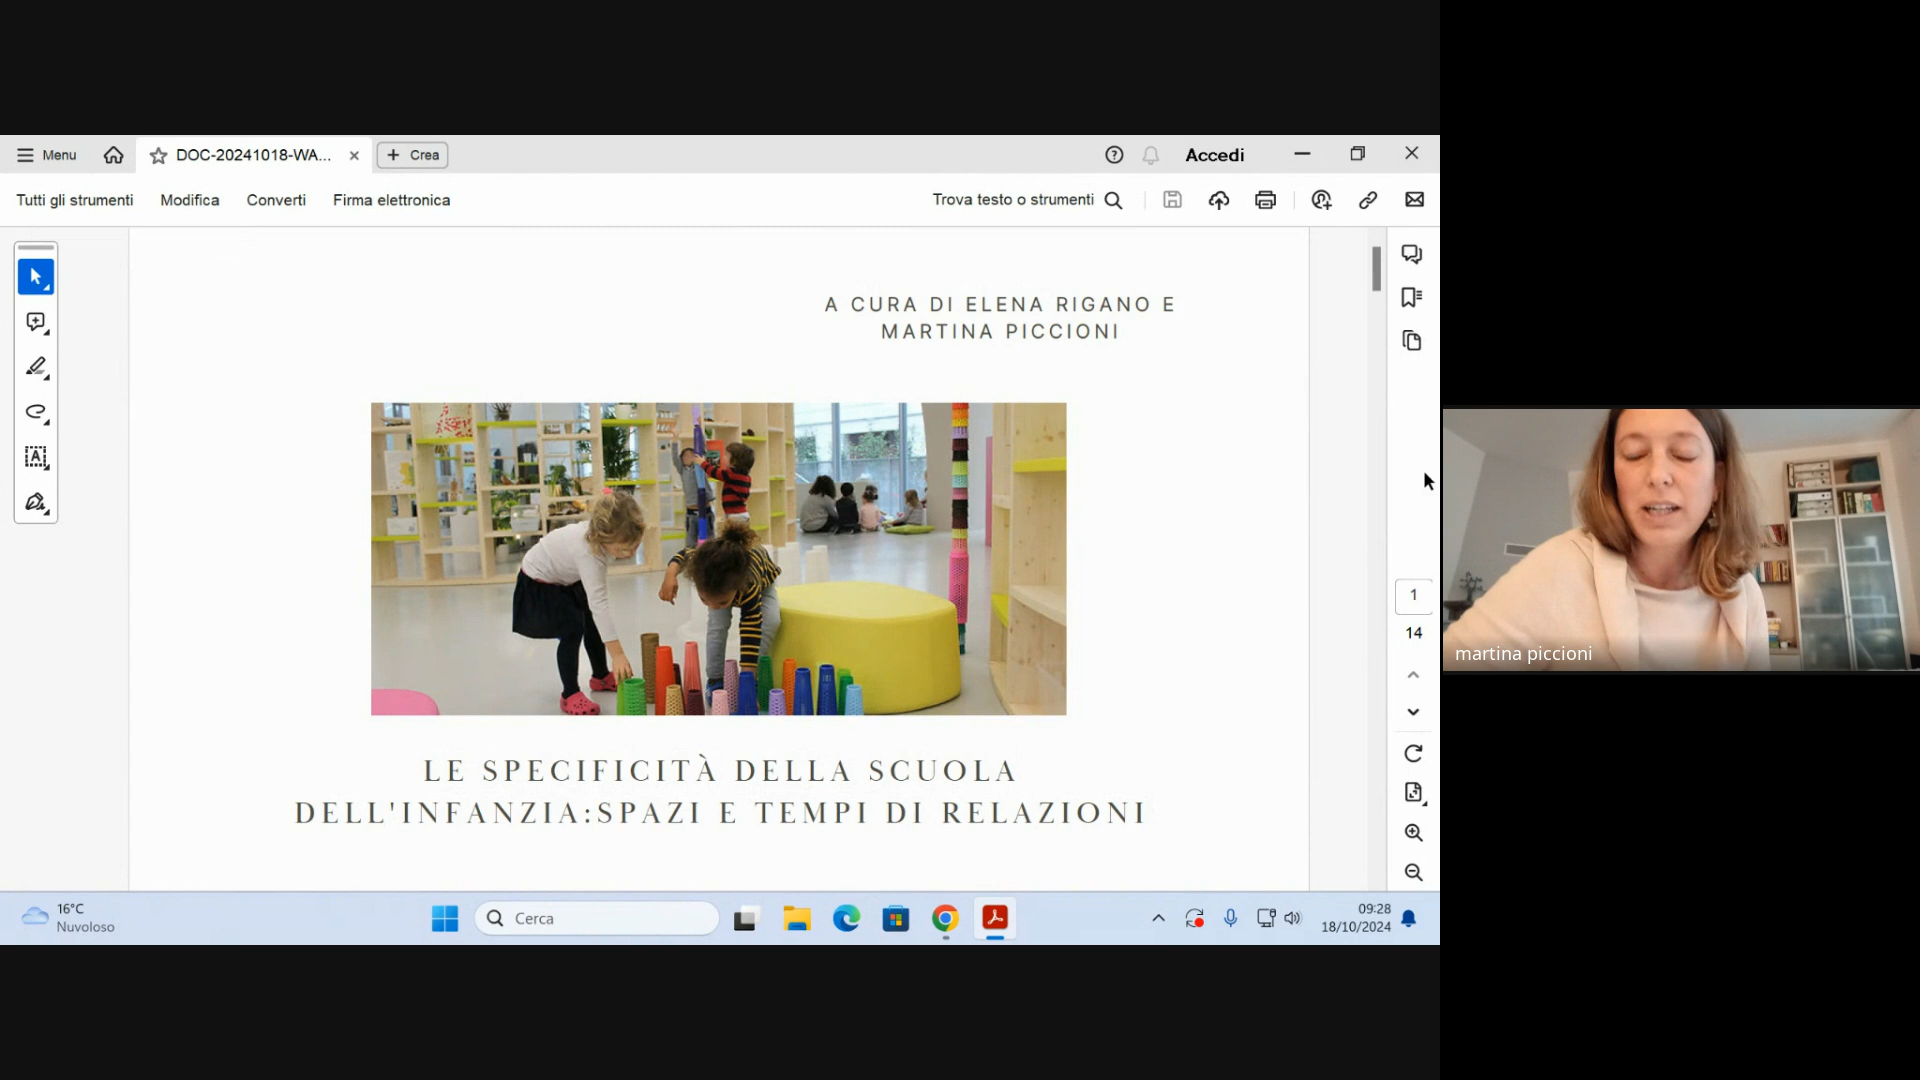 Menu
DOC-20241018-WA...
Crea
Accedi
Tutti gli strumenti
Modifica
Converti
Firma elettronica
Trova testo o strumenti
A CURA DI ELENA RIGANO E
MARTINA PICCIONI
LE SPECIFICITÀ DELLA SCUOLA
DELL'INFANZIA:SPAZI E TEMPI DI RELAZIONI
1
14
martina piccioni
16°C
Nuvoloso
Cerca
09:28
18/10/2024